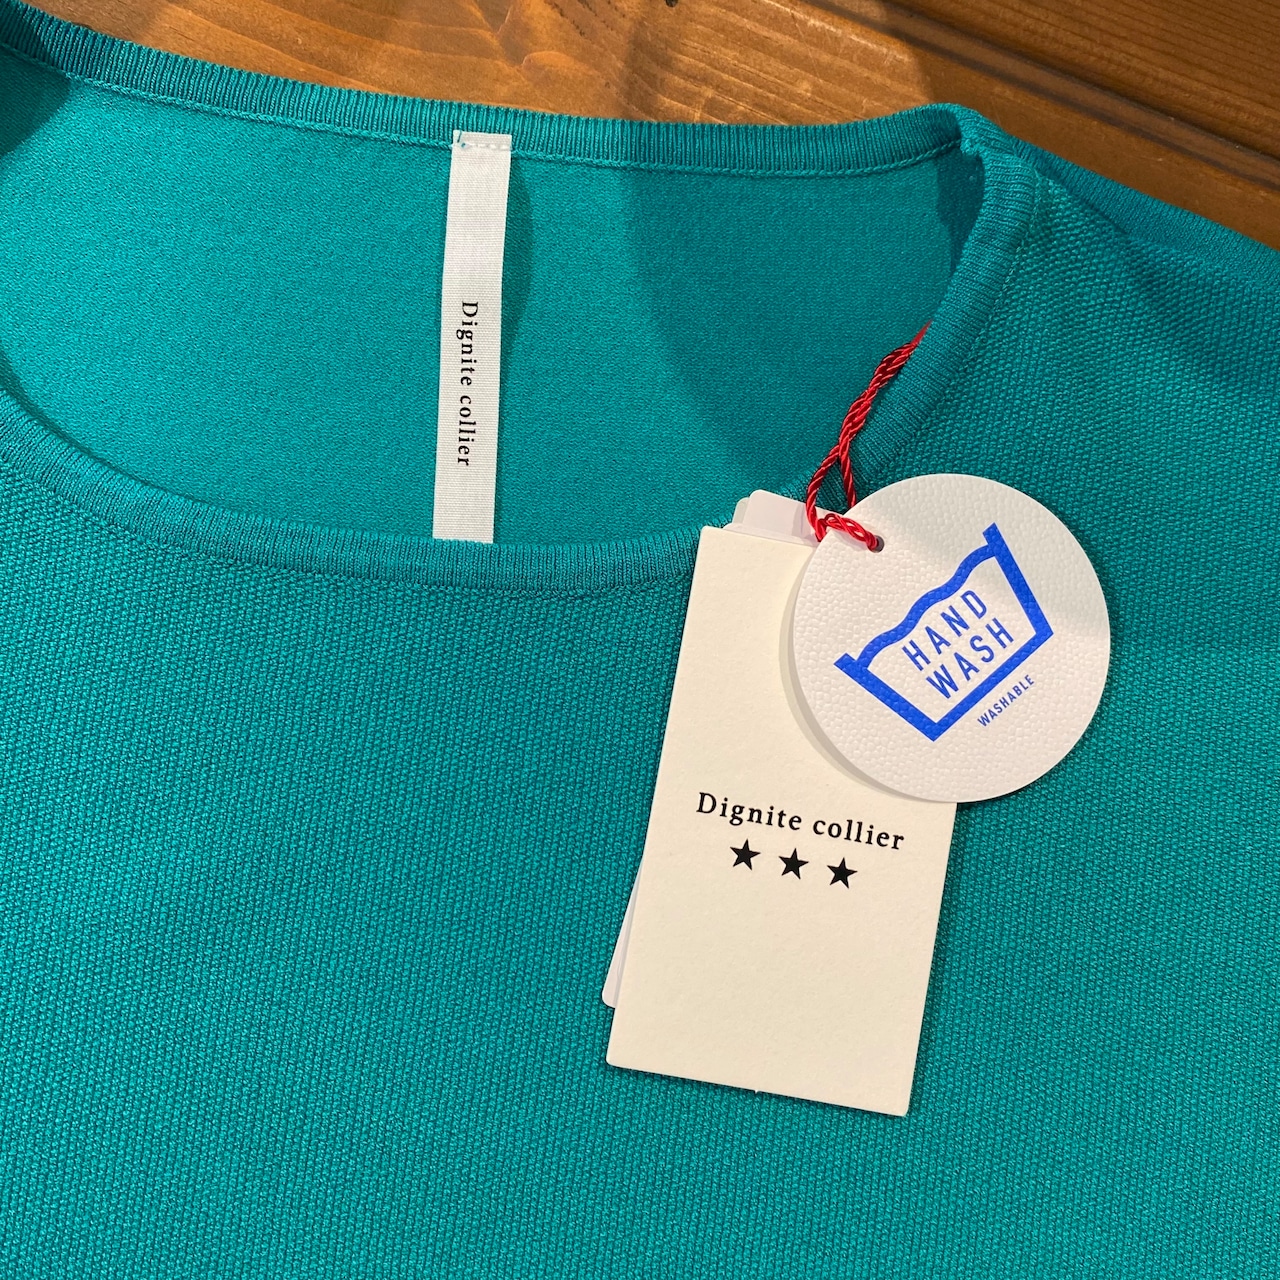 Dignite collier
HAND
WASH
WASHABLE
Dignite collier
★ ★ ★